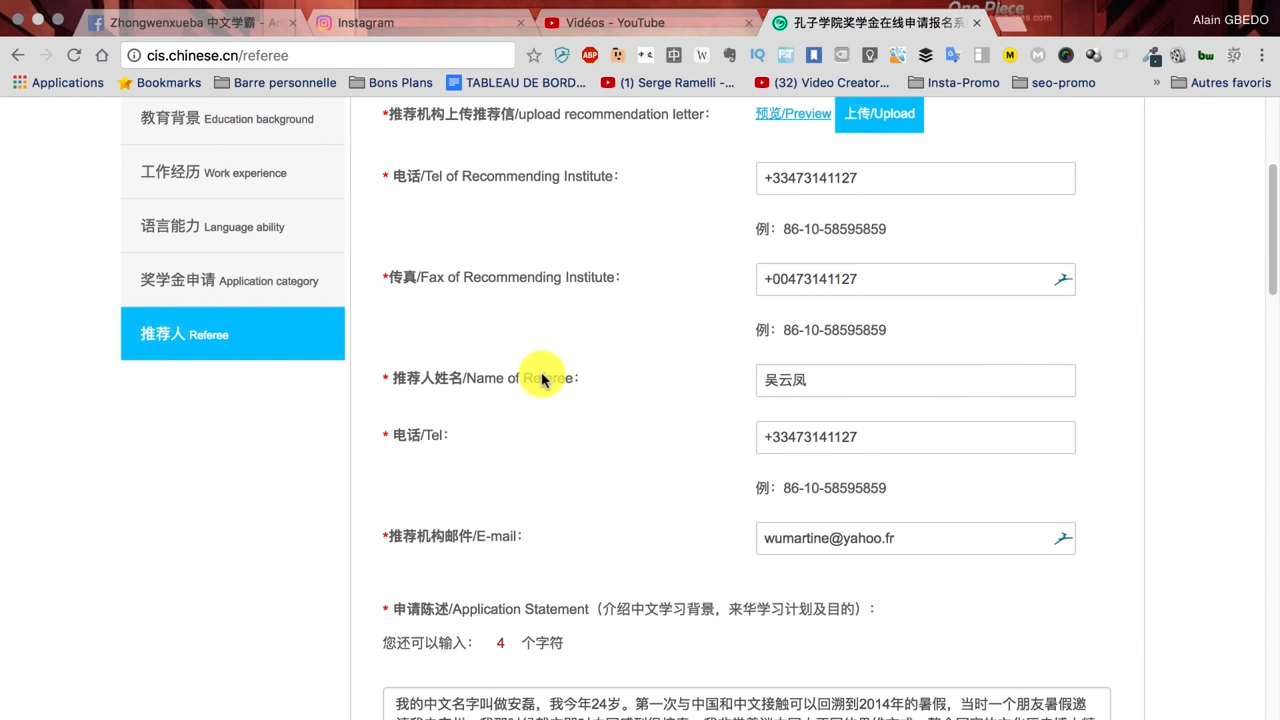 One Piece
Zhongwenxueba 中文学霸 - Ac
Instagram
Vidéos - YouTube
孔子学院奖学金在线申请报名系
Alain GBEDO
cis.chinese.cn/referee
Applications
Bookmarks
Barre personnelle
Bons Plans
TABLEAU DE BORD...
(1) Serge Ramelli -...
(32) Video Creator...
Insta-Promo
seo-promo
»
Autres favoris
教育背景 Education background
工作经历 Work experience
语言能力 Language ability
奖学金申请 Application category
推荐人 Referee
*推荐机构上传推荐信/upload recommendation letter：
预览/Preview
上传/Upload
* 电话/Tel of Recommending Institute：
+33473141127
例：86-10-58595859
*传真/Fax of Recommending Institute：
+00473141127
例：86-10-58595859
* 推荐人姓名/Name of Referee：
吴云凤
* 电话/Tel：
+33473141127
例：86-10-58595859
*推荐机构邮件/E-mail：
wumartine@yahoo.fr
* 申请陈述/Application Statement（介绍中文学习背景，来华学习计划及目的）：
您还可以输入： 4 个字符
我的中文名字叫做安磊，我今年24岁。第一次与中国和中文接触可以回溯到2014年的暑假，当时一个朋友暑假邀